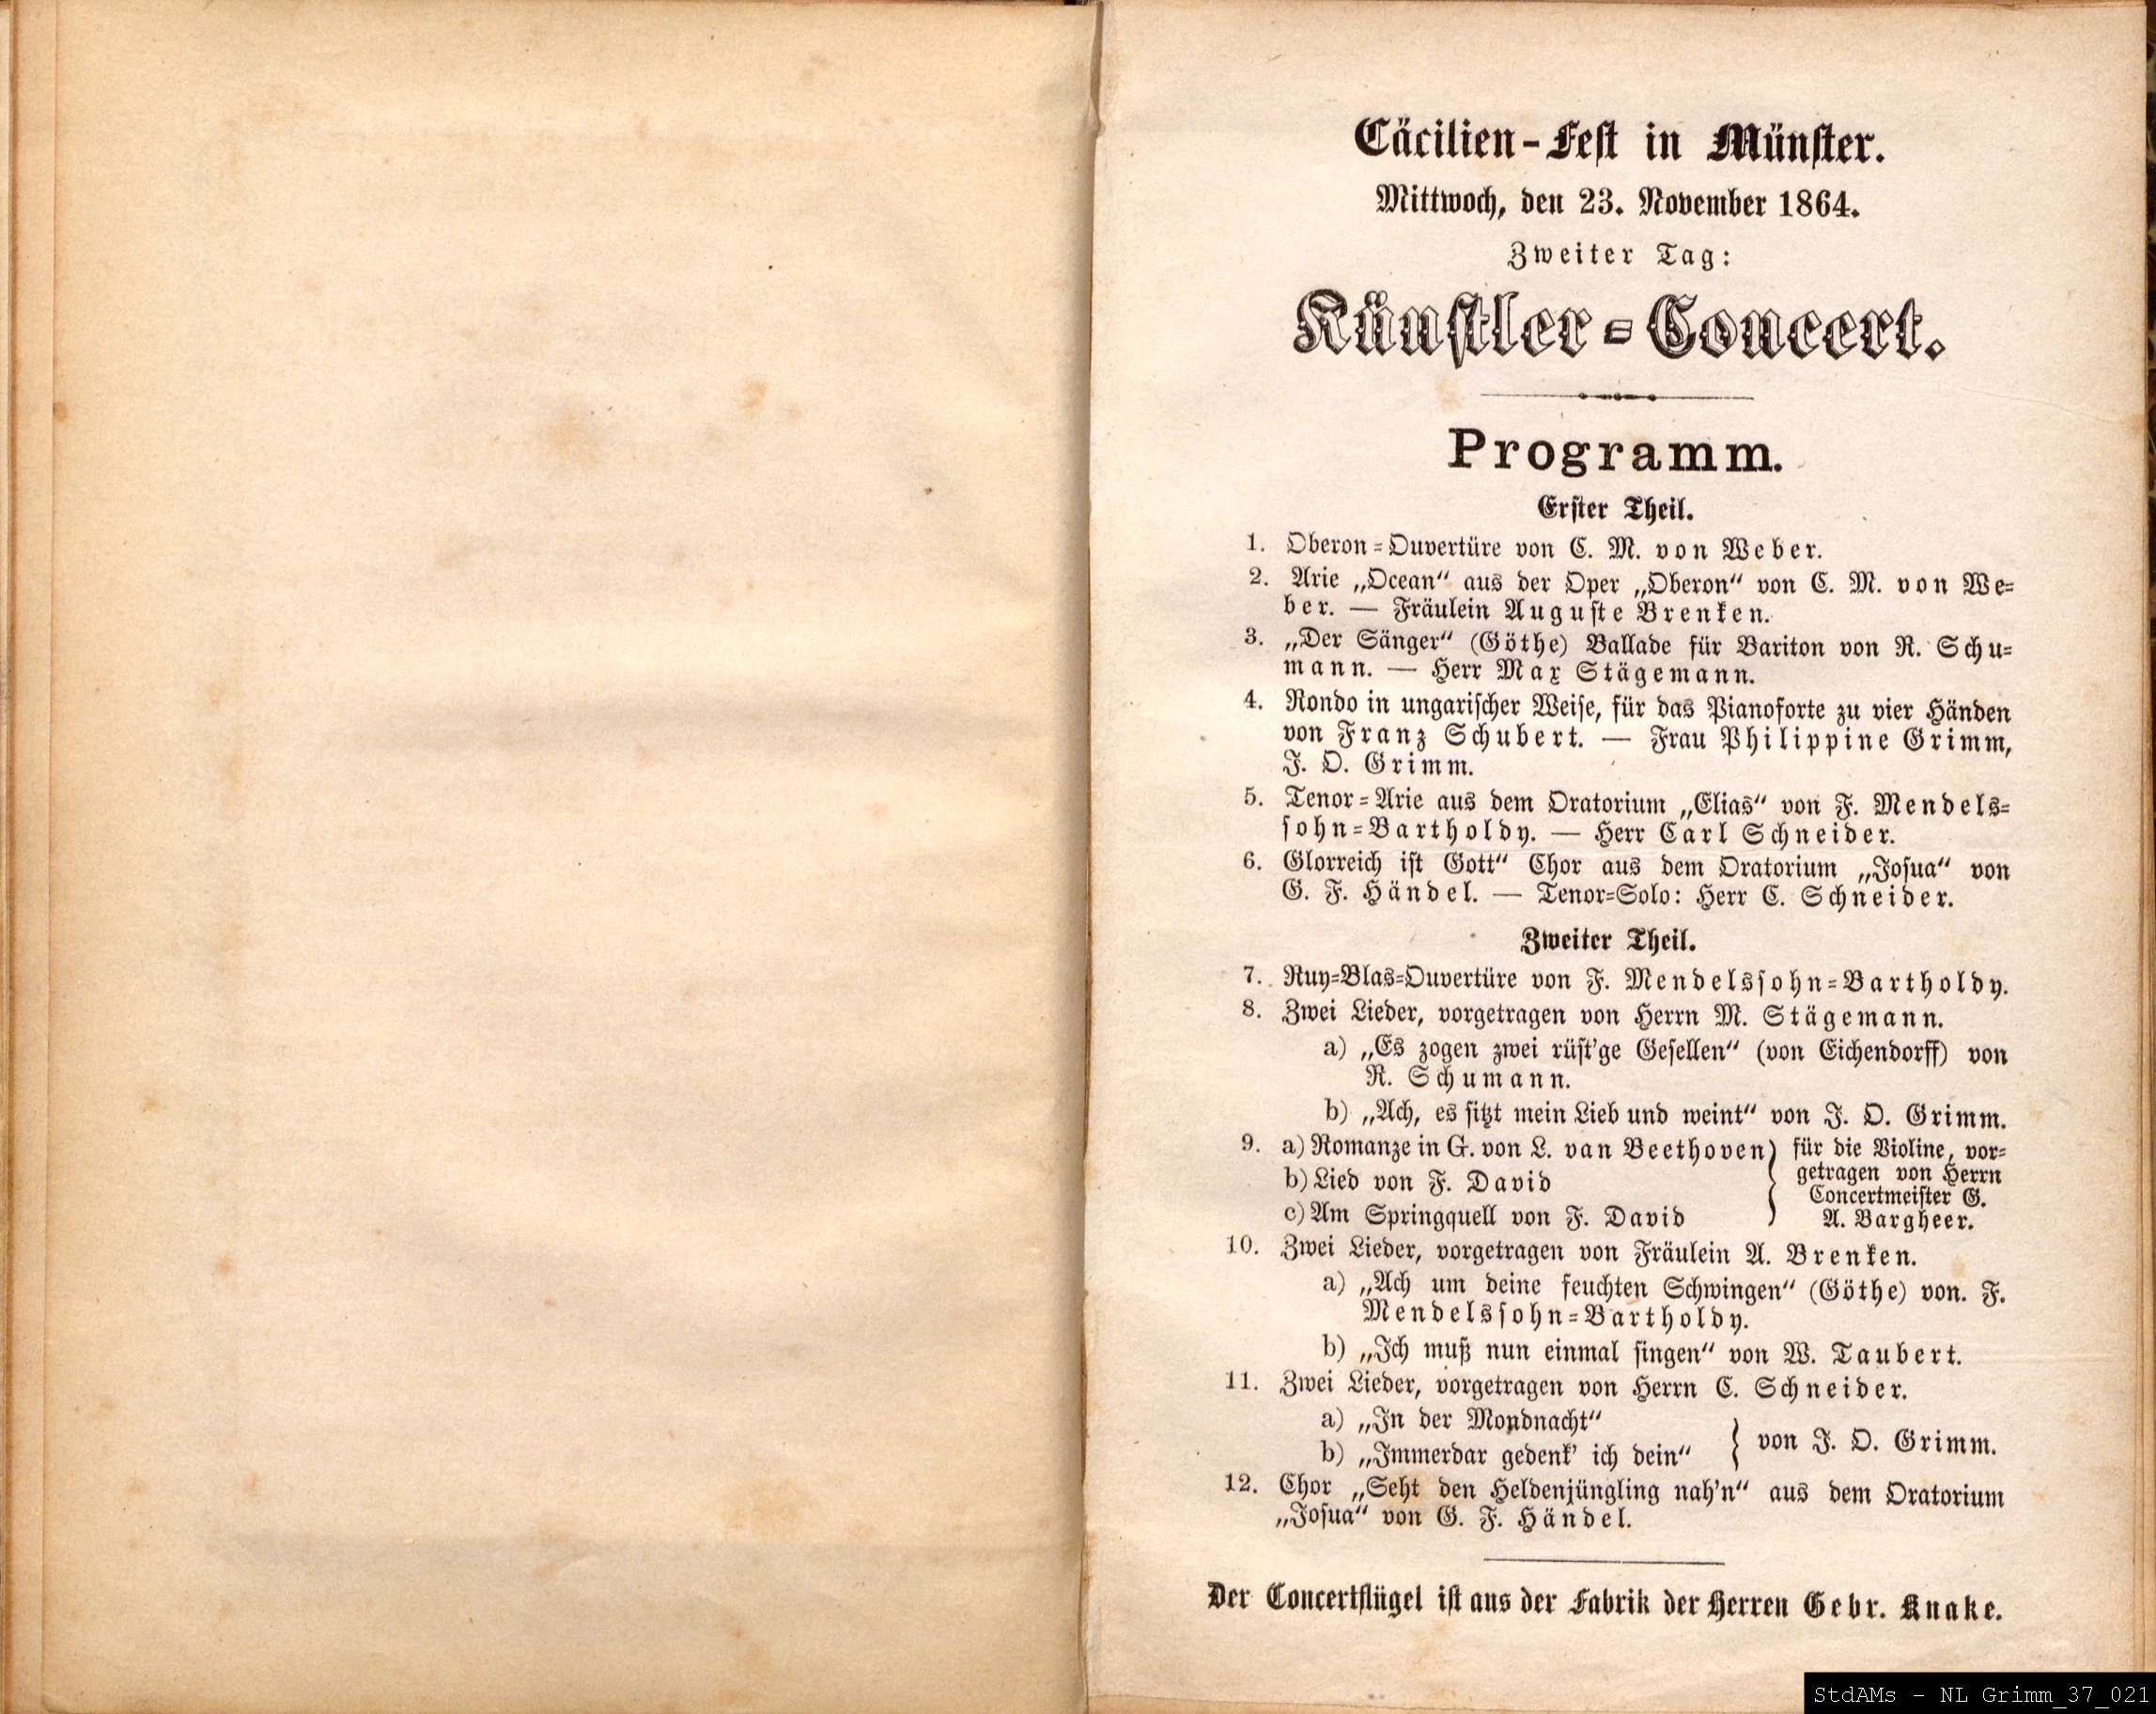 Cäcilien-Fest in Münster.
Mittwoch, den 23. November 1864.
Zweiter Tag:
Künstler-Concert.
Programm.
Erster Theil.
1. Oberon-Ouvertüre von C. M. von Weber.
2. Arie „Ocean“ aus der Oper „Oberon“ von C. M. von We-
ber. — Fräulein Auguste Brenken.
3. „Der Sänger“ (Göthe) Ballade für Bariton von R. Schu-
mann. — Herr Max Stägemann.
4. Rondo in ungarischer Weise, für das Pianoforte zu vier Händen
von Franz Schubert. — Frau Philippine Grimm,
J. O. Grimm.
5. Tenor-Arie aus dem Oratorium „Elias“ von F. Mendels-
sohn-Bartholdy. — Herr Carl Schneider.
6. Glorreich ist Gott“ Chor aus dem Oratorium „Josua“ von
G. F. Händel. — Tenor-Solo: Herr C. Schneider.
Zweiter Theil.
7. Ruy-Blas-Ouvertüre von F. Mendelssohn-Bartholdy.
8. Zwei Lieder, vorgetragen von Herrn M. Stägemann.
a) „Es zogen zwei rüst'ge Gesellen“ (von Eichendorff) von
R. Schumann.
b) „Ach, es sitzt mein Lieb und weint“ von J. O. Grimm.
9. a) Romanze in G. von L. van Beethoven
b) Lied von F. David
c) Am Springquell von F. David
für die Violine, vor-
getragen von Herrn
Concertmeister G.
A. Bargheer.
10. Zwei Lieder, vorgetragen von Fräulein A. Brenken.
a) „Ach um deine feuchten Schwingen“ (Göthe) von. F.
Mendelssohn-Bartholdy.
b) „Ich muß nun einmal singen“ von W. Taubert.
11. Zwei Lieder, vorgetragen von Herrn C. Schneider.
a) „In der Mondnacht“
b) „Immerdar gedenk' ich dein“
von J. O. Grimm.
12. Chor „Seht den Heldenjüngling nah'n“ aus dem Oratorium
„Josua“ von G. F. Händel.
Der Concertflügel ist aus der Fabrik der Herren Gebr. Knake.
StdAMs - NL Grimm_37_021